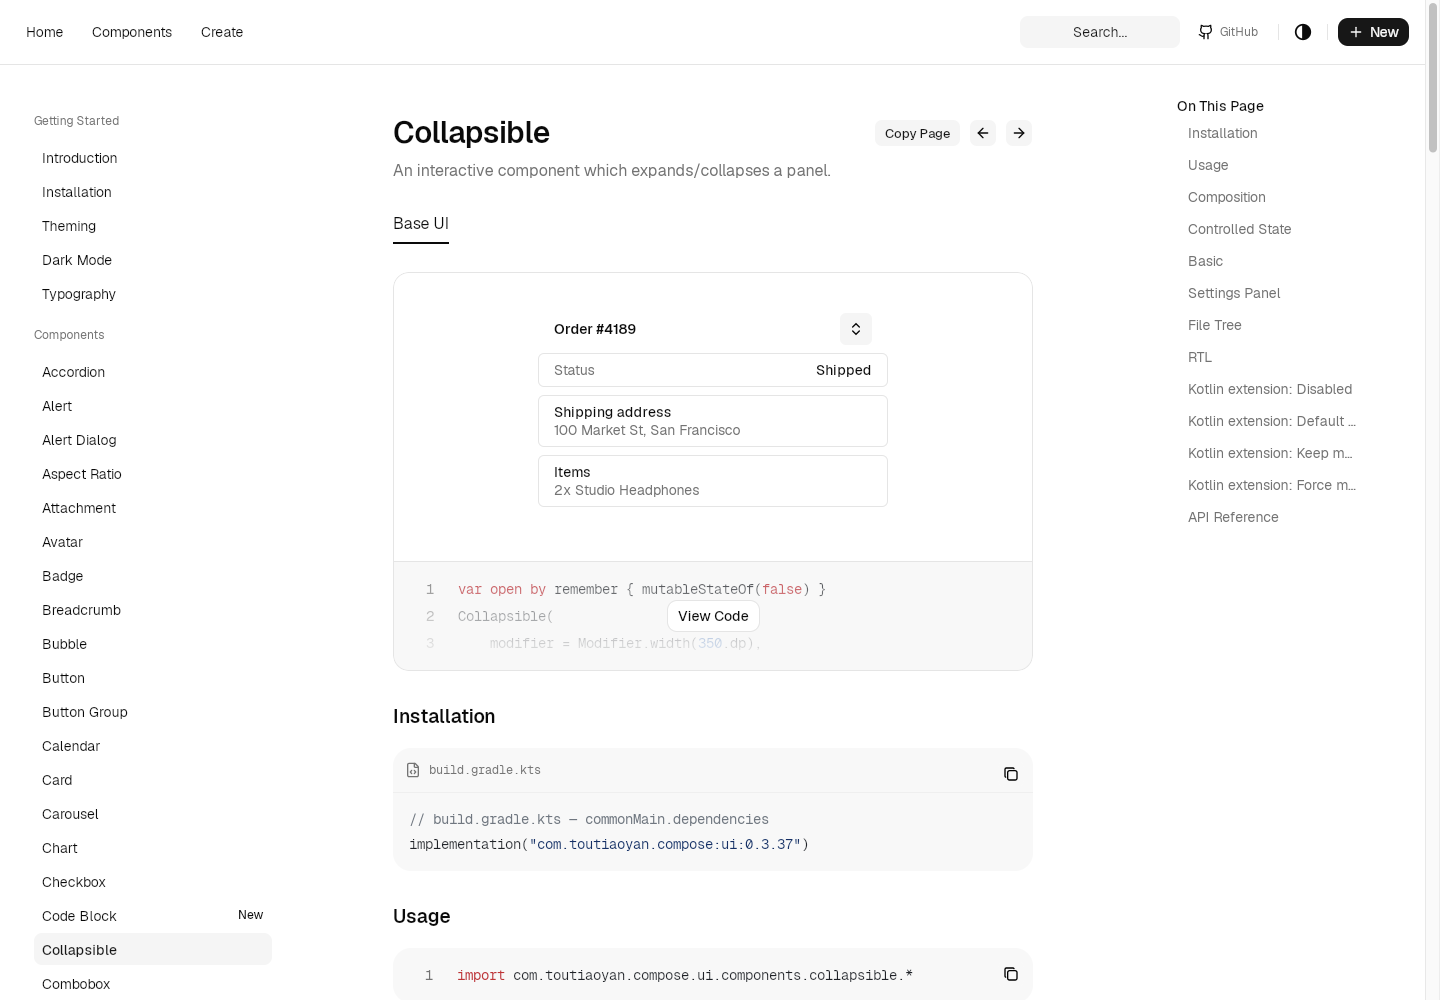 Home
Components
Create
Search...
GitHub
New
Getting Started
Introduction
Installation
Theming
Dark Mode
Typography
Components
Accordion
Alert
Alert Dialog
Aspect Ratio
Attachment
Avatar
Badge
Breadcrumb
Bubble
Button
Button Group
Calendar
Card
Carousel
Chart
Checkbox
Code Block New
Collapsible
Combobox
Collapsible
Copy Page
An interactive component which expands/collapses a panel.
Base UI
Order #4189
Status Shipped
Shipping address
100 Market St, San Francisco
Items
2x Studio Headphones
1 var open by remember { mutableStateOf(false) }
2 Collapsible(
View Code
3 modifier = Modifier.width(350.dp),
Installation
build.gradle.kts
// build.gradle.kts — commonMain.dependencies
implementation("com.toutiaoyan.compose:ui:0.3.37")
Usage
1 import com.toutiaoyan.compose.ui.components.collapsible.*
On This Page
Installation
Usage
Composition
Controlled State
Basic
Settings Panel
File Tree
RTL
Kotlin extension: Disabled
Kotlin extension: Default ...
Kotlin extension: Keep m...
Kotlin extension: Force m...
API Reference